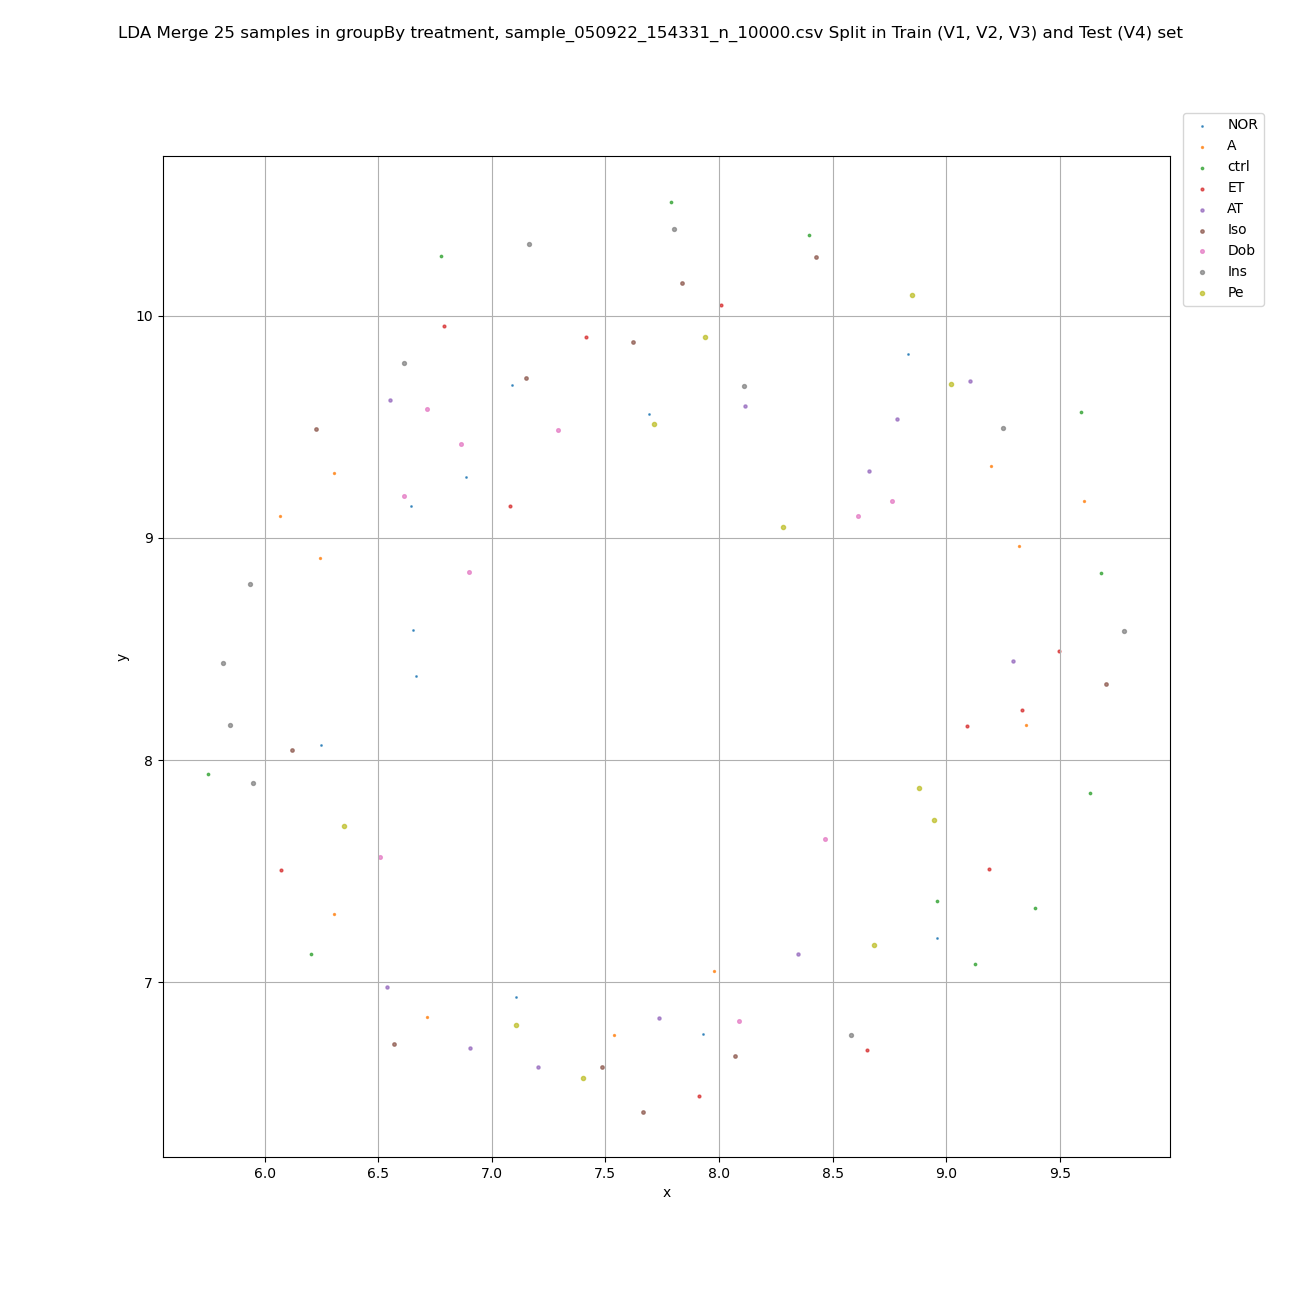 LDA Merge 25 samples in groupBy treatment, sample_050922_154331_n_10000.csv Split in Train (V1, V2, V3) and Test (V4) set
NOR
A
ctrl
ET
AT
Iso
Dob
Ins
Pe
10
9
8
7
y
6.0 6.5 7.0 7.5 8.0 8.5 9.0 9.5
x